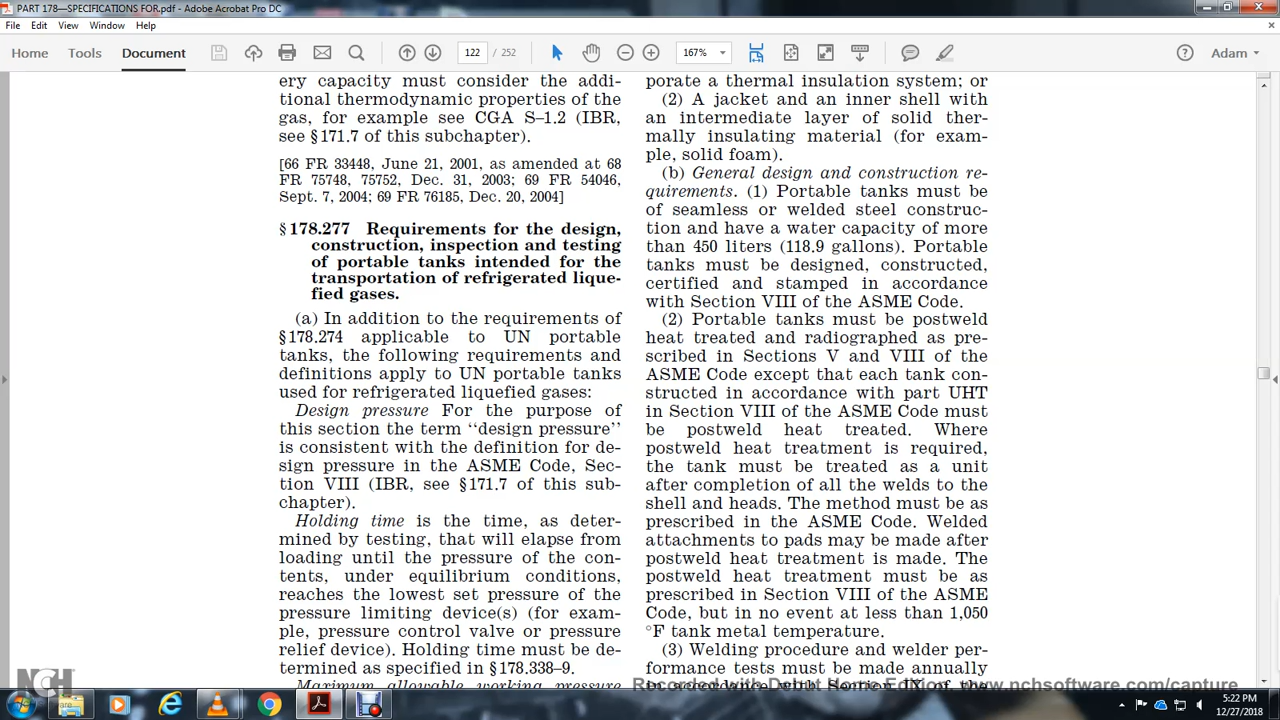 PART 178—SPECIFICATIONS FOR.pdf - Adobe Acrobat Pro DC
File Edit View Window Help
Home Tools Document 122 / 252 167% Adam
ery capacity must consider the addi-
tional thermodynamic properties of the
gas, for example see CGA S–1.2 (IBR,
see § 171.7 of this subchapter).
[66 FR 33448, June 21, 2001, as amended at 68
FR 75748, 75752, Dec. 31, 2003; 69 FR 54046,
Sept. 7, 2004; 69 FR 76185, Dec. 20, 2004]
§ 178.277 Requirements for the design,
construction, inspection and testing
of portable tanks intended for the
transportation of refrigerated lique-
fied gases.
(a) In addition to the requirements of
§178.274 applicable to UN portable
tanks, the following requirements and
definitions apply to UN portable tanks
used for refrigerated liquefied gases:
Design pressure For the purpose of
this section the term ‘‘design pressure’’
is consistent with the definition for de-
sign pressure in the ASME Code, Sec-
tion VIII (IBR, see § 171.7 of this sub-
chapter).
Holding time is the time, as deter-
mined by testing, that will elapse from
loading until the pressure of the con-
tents, under equilibrium conditions,
reaches the lowest set pressure of the
pressure limiting device(s) (for exam-
ple, pressure control valve or pressure
relief device). Holding time must be de-
termined as specified in § 178.338–9.
Maximum allowable working pressure
porate a thermal insulation system; or
(2) A jacket and an inner shell with
an intermediate layer of solid ther-
mally insulating material (for exam-
ple, solid foam).
(b) General design and construction re-
quirements. (1) Portable tanks must be
of seamless or welded steel construc-
tion and have a water capacity of more
than 450 liters (118.9 gallons). Portable
tanks must be designed, constructed,
certified and stamped in accordance
with Section VIII of the ASME Code.
(2) Portable tanks must be postweld
heat treated and radiographed as pre-
scribed in Sections V and VIII of the
ASME Code except that each tank con-
structed in accordance with part UHT
in Section VIII of the ASME Code must
be postweld heat treated. Where
postweld heat treatment is required,
the tank must be treated as a unit
after completion of all the welds to the
shell and heads. The method must be as
prescribed in the ASME Code. Welded
attachments to pads may be made after
postweld heat treatment is made. The
postweld heat treatment must be as
prescribed in Section VIII of the ASME
Code, but in no event at less than 1,050
°F tank metal temperature.
(3) Welding procedure and welder per-
formance tests must be made annually
in accordance with Section IX of the
Recorded with Debut Home Edition www.nchsoftware.com/capture
NCH
5:22 PM
12/27/2018